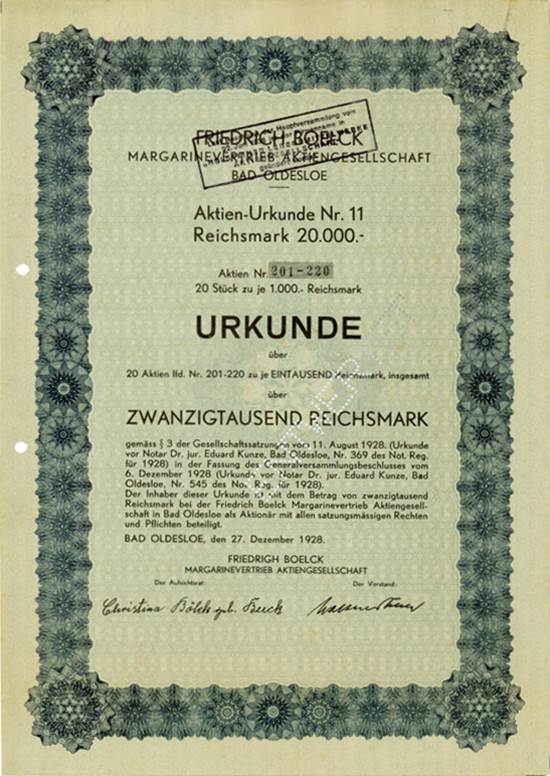 Hauptversammlung vom
FRIEDRICH BOELCK
MARGARINEVERTRIEB AKTIENGESELLSCHAFT
BAD OLDESLOE
Aktien-Urkunde Nr. 11
Reichsmark 20.000.-
Aktien Nr. 201-220
20 Stück zu je 1.000.- Reichsmark
URKUNDE
über
20 Aktien lfd. Nr. 201-220 zu je EINTAUSEND Reichsmark, insgesamt
über
ZWANZIGTAUSEND REICHSMARK
gemäss § 3 der Gesellschaftssatzungen vom 11. August 1928. (Urkunde
vor Notar Dr. jur. Eduard Kunze, Bad Oldesloe, Nr. 369 des Not. Reg.
für 1928) in der Fassung des Generalversammlungsbeschlusses vom
6. Dezember 1928 (Urkunde vor Notar Dr. jur. Eduard Kunze, Bad
Oldesloe, Nr. 545 des Not. Reg. für 1928).
Der Inhaber dieser Urkunde ist mit dem Betrag von zwanzigtausend
Reichsmark bei der Friedrich Boelck Margarinevertrieb Aktiengesell-
schaft in Bad Oldesloe als Aktionär mit allen satzungsmässigen Rechten
und Pflichten beteiligt.
BAD OLDESLOE, den 27. Dezember 1928.
FRIEDRIGH BOELCK
MARGARINEVERTRIEB AKTIENGESELLSCHAFT
Der Aufsichtsrat: Der Vorstand:
Christina Bölck geb.